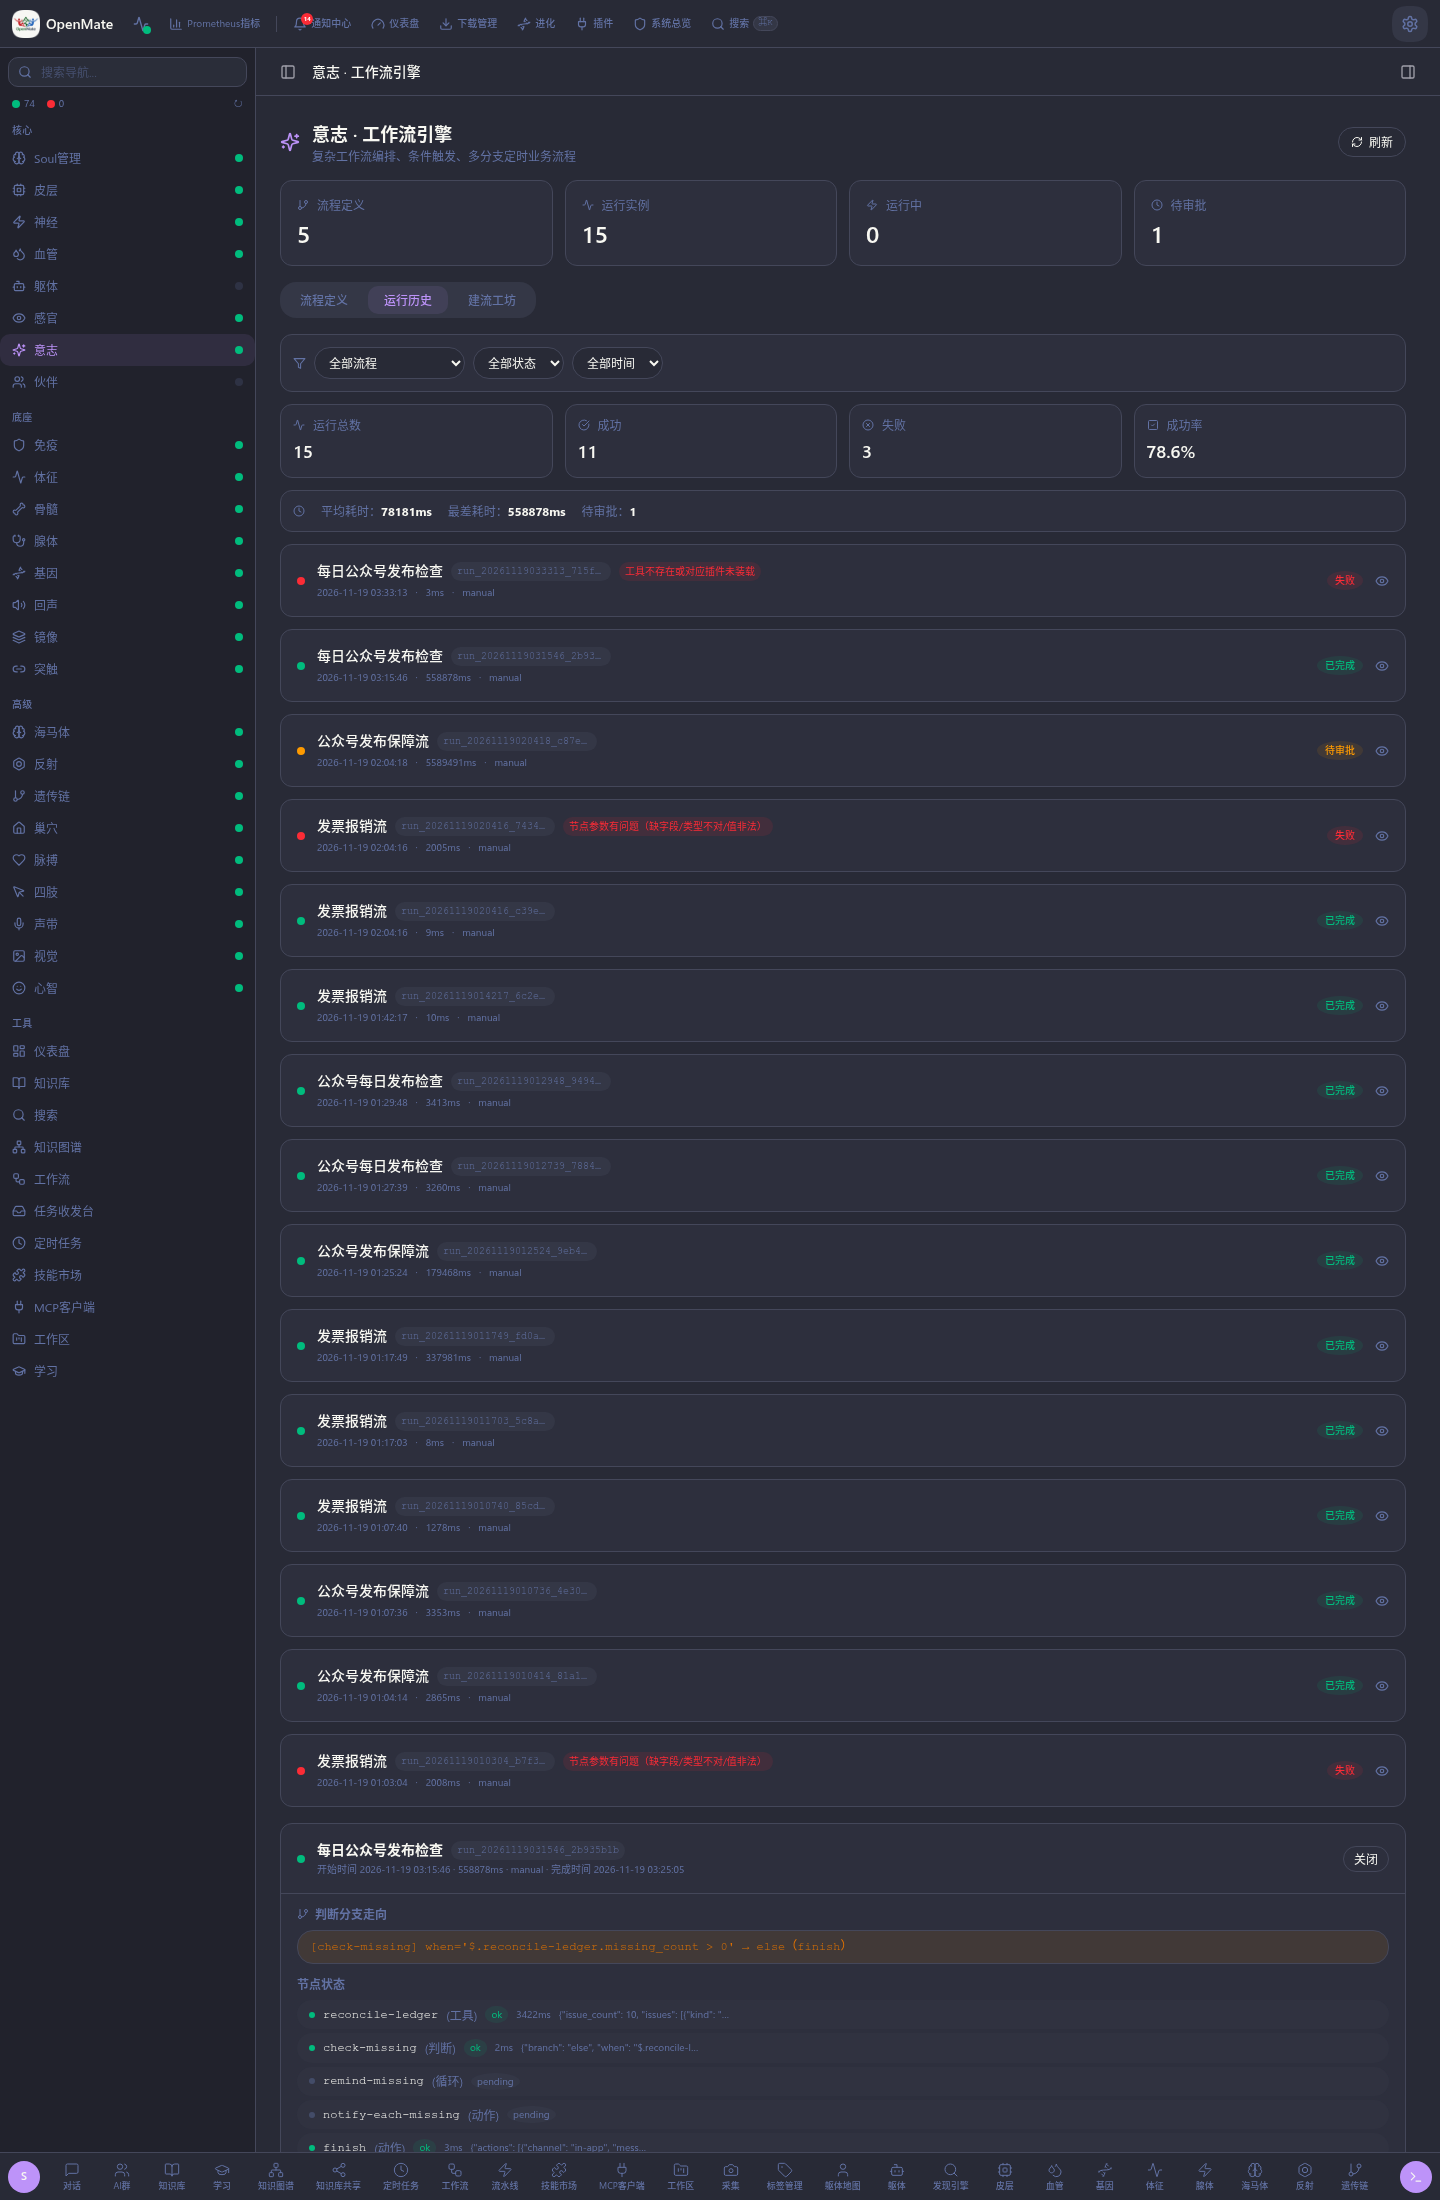 OpenMate
Prometheus指标
14
通知中心
仪表盘
下载管理
进化
插件
系统总览
搜索
⌘K
搜索导航...
74
0
核心
Soul管理
皮层
神经
血管
躯体
感官
意志
伙伴
底座
免疫
体征
骨髓
腺体
基因
回声
镜像
突触
高级
海马体
反射
遗传链
巢穴
脉搏
四肢
声带
视觉
心智
工具
仪表盘
知识库
搜索
知识图谱
工作流
任务收发台
定时任务
技能市场
MCP客户端
工作区
学习
意志 · 工作流引擎
意志 · 工作流引擎
复杂工作流编排、条件触发、多分支定时业务流程
刷新
流程定义
5
运行实例
15
运行中
0
待审批
1
流程定义 运行历史 建流工坊
全部流程 全部状态 全部时间
运行总数
15
成功
11
失败
3
成功率
78.6%
平均耗时：78181ms 最差耗时：558878ms 待审批：1
每日公众号发布检查 run_20261119033313_715f… 工具不存在或对应插件未装载
2026-11-19 03:33:13 · 3ms · manual
失败
每日公众号发布检查 run_20261119031546_2b93…
2026-11-19 03:15:46 · 558878ms · manual
已完成
公众号发布保障流 run_20261119020418_c87e…
2026-11-19 02:04:18 · 5589491ms · manual
待审批
发票报销流 run_20261119020416_7434… 节点参数有问题（缺字段/类型不对/值非法）
2026-11-19 02:04:16 · 2005ms · manual
失败
发票报销流 run_20261119020416_c39e…
2026-11-19 02:04:16 · 9ms · manual
已完成
发票报销流 run_20261119014217_6c2e…
2026-11-19 01:42:17 · 10ms · manual
已完成
公众号每日发布检查 run_20261119012948_9494…
2026-11-19 01:29:48 · 3413ms · manual
已完成
公众号每日发布检查 run_20261119012739_7884…
2026-11-19 01:27:39 · 3260ms · manual
已完成
公众号发布保障流 run_20261119012524_9eb4…
2026-11-19 01:25:24 · 179468ms · manual
已完成
发票报销流 run_20261119011749_fd0a…
2026-11-19 01:17:49 · 337981ms · manual
已完成
发票报销流 run_20261119011703_5c8a…
2026-11-19 01:17:03 · 8ms · manual
已完成
发票报销流 run_20261119010740_85cd…
2026-11-19 01:07:40 · 1278ms · manual
已完成
公众号发布保障流 run_20261119010736_4e30…
2026-11-19 01:07:36 · 3353ms · manual
已完成
公众号发布保障流 run_20261119010414_81a1…
2026-11-19 01:04:14 · 2865ms · manual
已完成
发票报销流 run_20261119010304_b7f3… 节点参数有问题（缺字段/类型不对/值非法）
2026-11-19 01:03:04 · 2008ms · manual
失败
每日公众号发布检查 run_20261119031546_2b935b1b
开始时间 2026-11-19 03:15:46 · 558878ms · manual · 完成时间 2026-11-19 03:25:05
关闭
判断分支走向
[check-missing] when='$.reconcile-ledger.missing_count > 0' → else (finish)
节点状态
reconcile-ledger (工具) ok 3422ms {"issue_count": 10, "issues": [{"kind": "…
check-missing (判断) ok 2ms {"branch": "else", "when": "$.reconcile-l…
remind-missing (循环) pending
notify-each-missing (动作) pending
finish (动作) ok 3ms {"actions": [{"channel": "in-app", "mess…
S
对话
AI群
知识库
学习
知识图谱
知识库共享
定时任务
工作流
流水线
技能市场
MCP客户端
工作区
采集
标签管理
躯体地图
躯体
发现引擎
皮层
血管
基因
体征
腺体
海马体
反射
遗传链